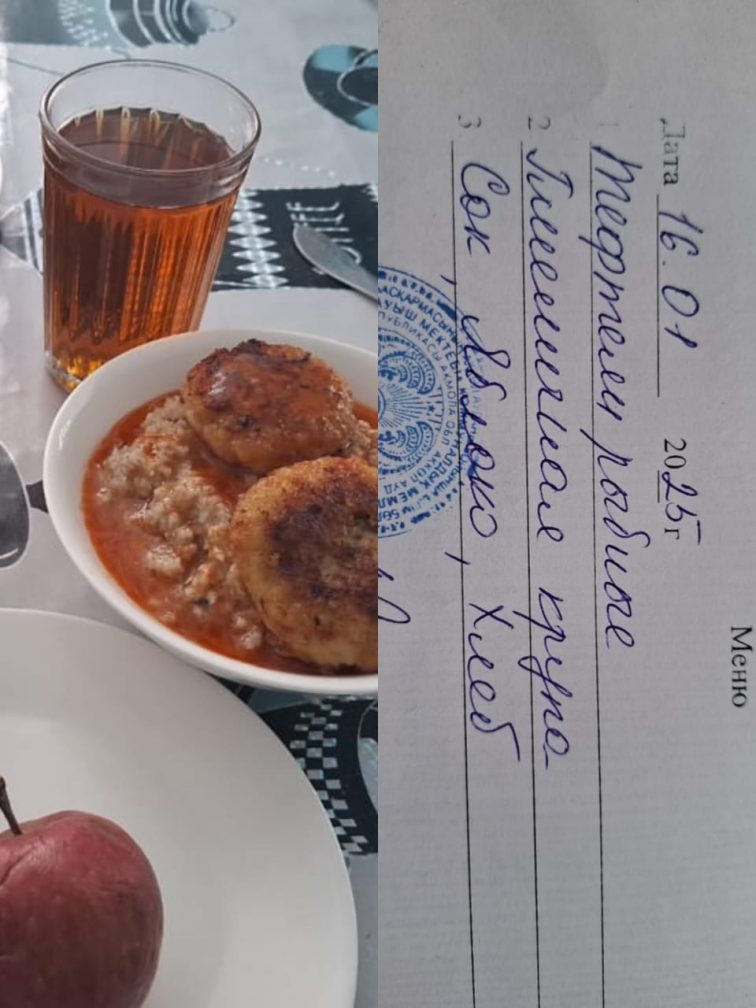 Меню
Дата 16.01 2025г
1 Тефтели рыбные
2 Пшеничная крупа
3 Сок, яблоко, хлеб